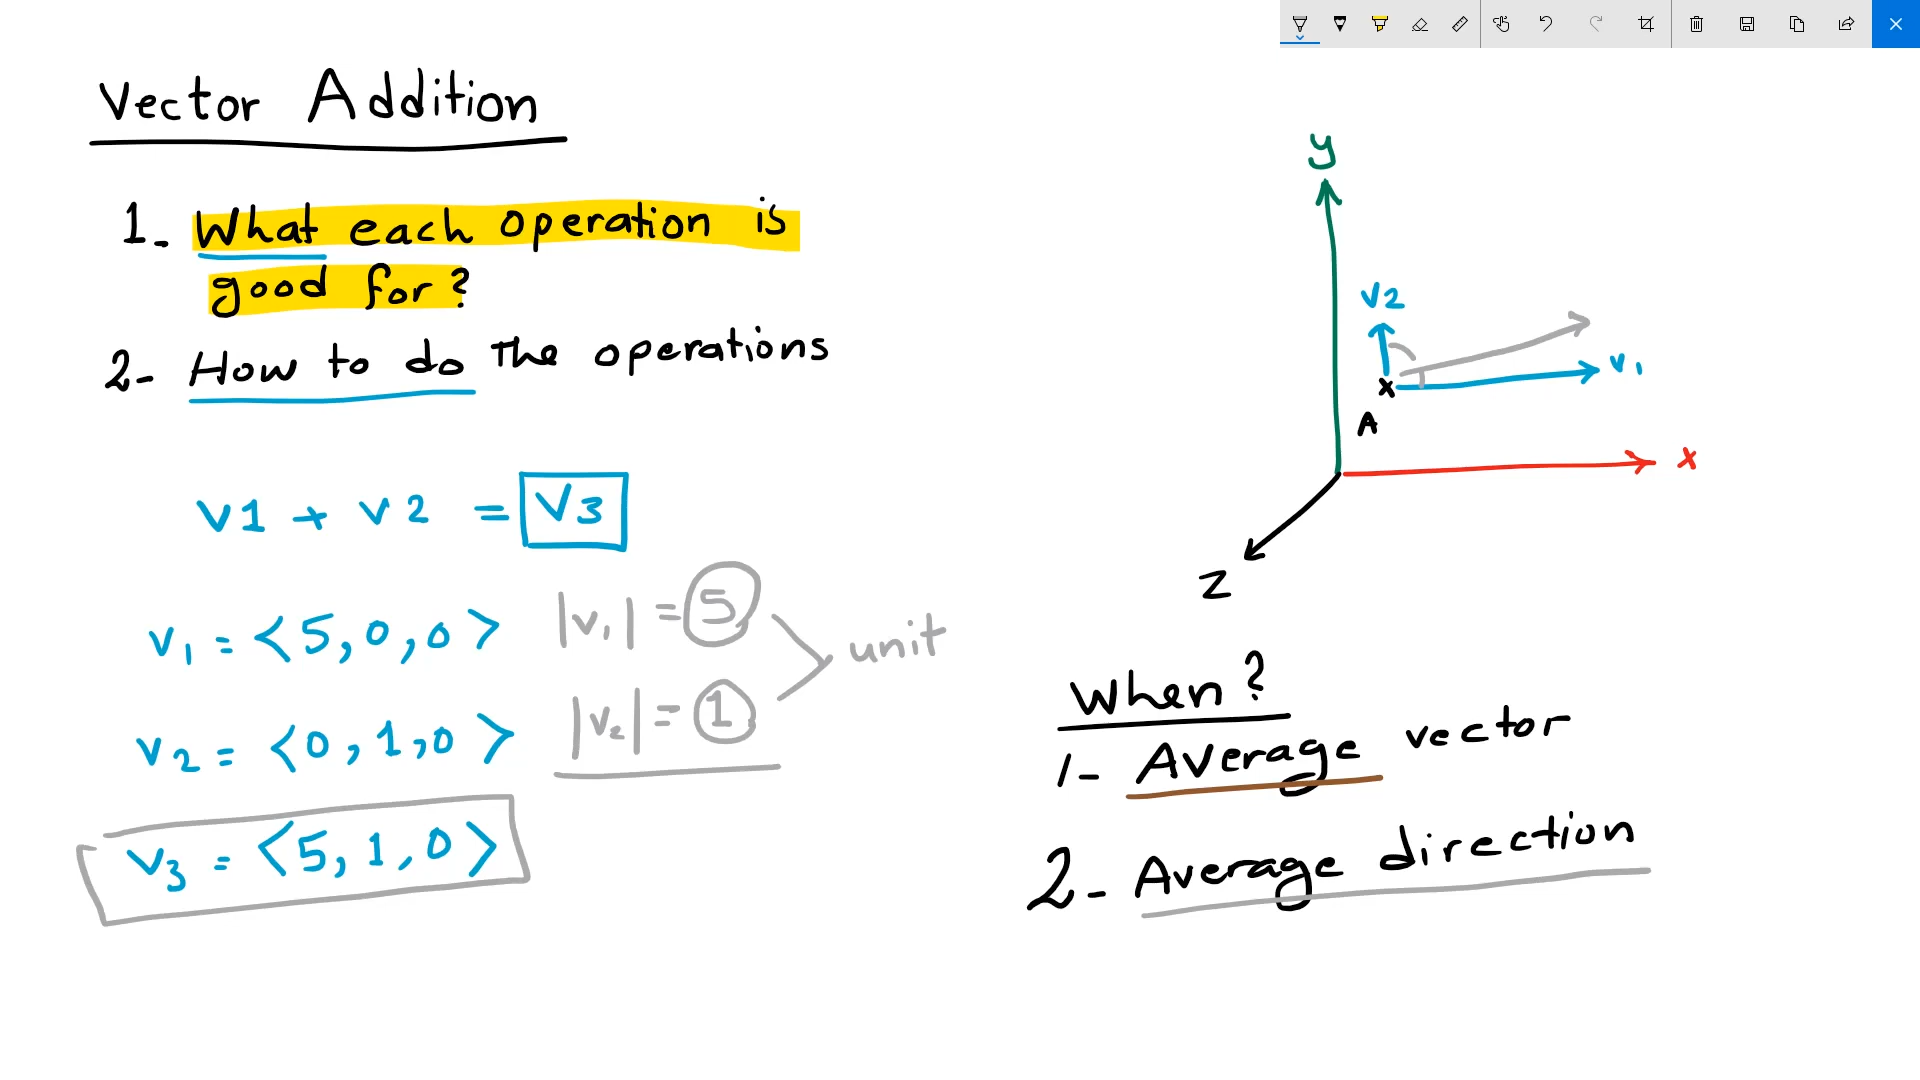 Vector Addition
1- What each operation is
good for?
2- How to do the operations
V1 + V2 = V3
V1 = <5, 0, 0>
|V1| = 5
unit
V2 = <0, 1, 0>
|V2| = 1
V3 = <5, 1, 0>
y
V2
V1
A
x
z
When?
1- Average vector
2- Average direction